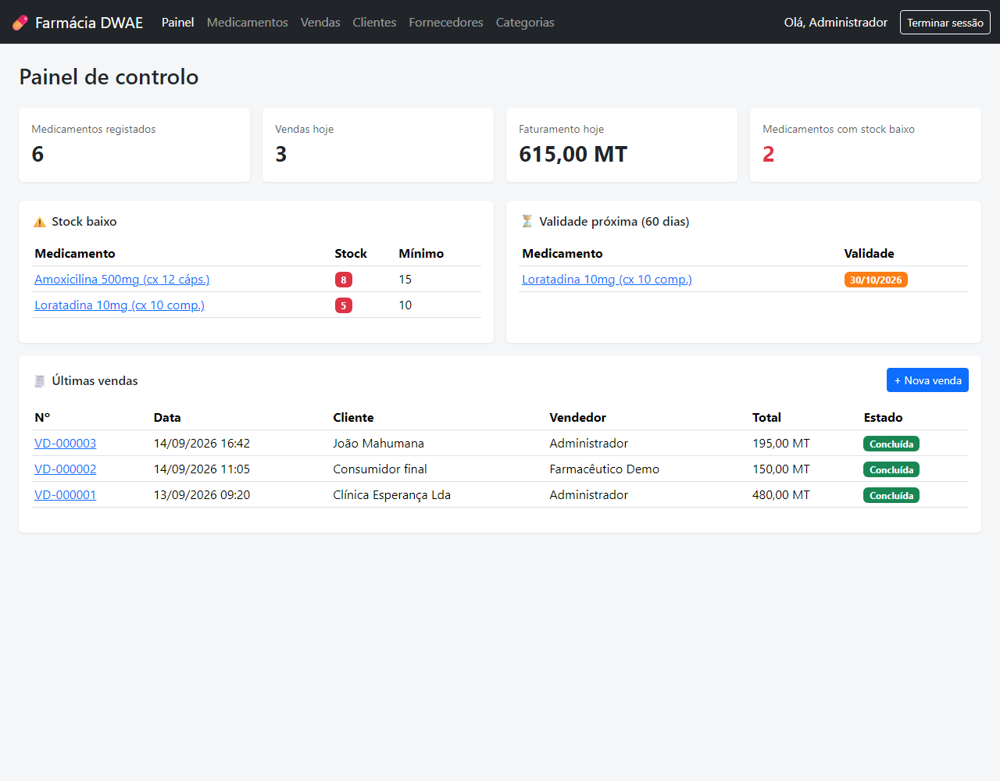 Farmácia DWAE Painel Medicamentos Vendas Clientes Fornecedores Categorias Olá, Administrador Terminar sessão
Painel de controlo
Medicamentos registados
6
Vendas hoje
3
Faturamento hoje
615,00 MT
Medicamentos com stock baixo
2
Stock baixo
Medicamento Stock Mínimo
Amoxicilina 500mg (cx 12 cáps.) 8 15
Loratadina 10mg (cx 10 comp.) 5 10
Validade próxima (60 dias)
Medicamento Validade
Loratadina 10mg (cx 10 comp.) 30/10/2026
Últimas vendas + Nova venda
Nº Data Cliente Vendedor Total Estado
VD-000003 14/09/2026 16:42 João Mahumana Administrador 195,00 MT Concluída
VD-000002 14/09/2026 11:05 Consumidor final Farmacêutico Demo 150,00 MT Concluída
VD-000001 13/09/2026 09:20 Clínica Esperança Lda Administrador 480,00 MT Concluída